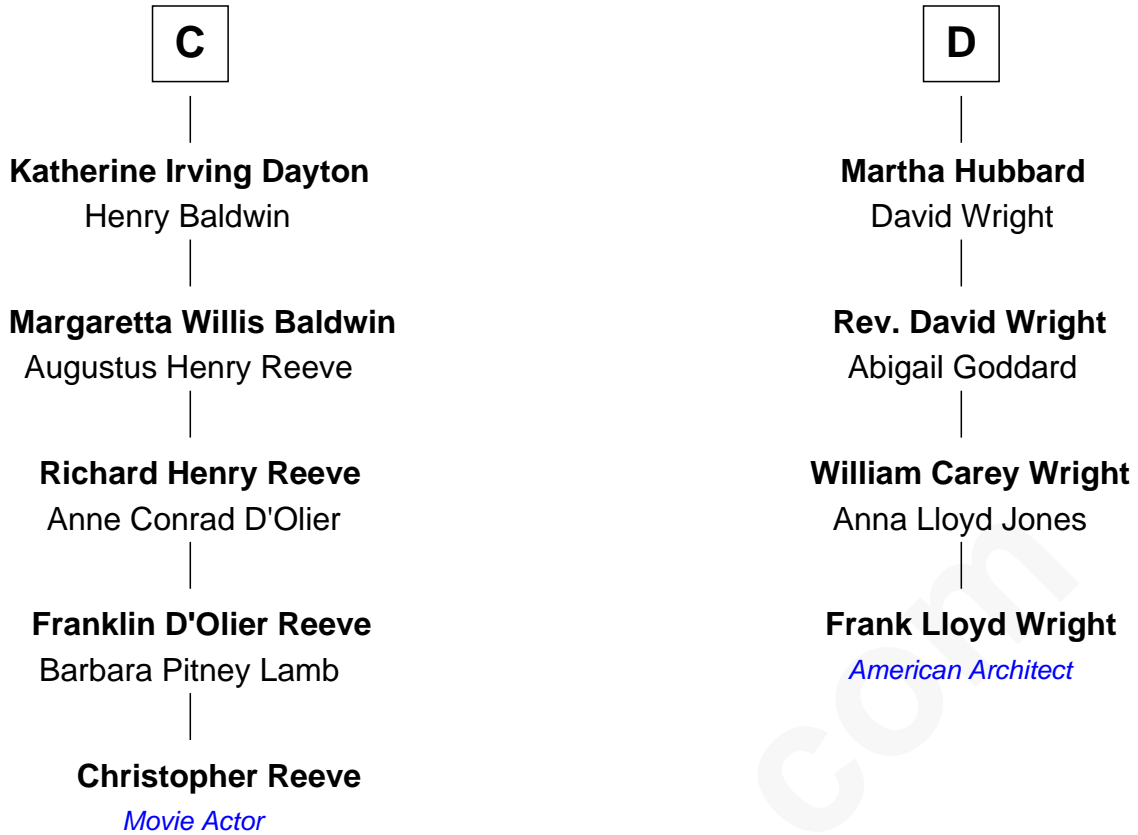 C
Katherine Irving Dayton
Henry Baldwin
Margaretta Willis Baldwin
Augustus Henry Reeve
Richard Henry Reeve
Anne Conrad D'Olier
Franklin D'Olier Reeve
Barbara Pitney Lamb
Christopher Reeve
Movie Actor
D
Martha Hubbard
David Wright
Rev. David Wright
Abigail Goddard
William Carey Wright
Anna Lloyd Jones
Frank Lloyd Wright
American Architect
com